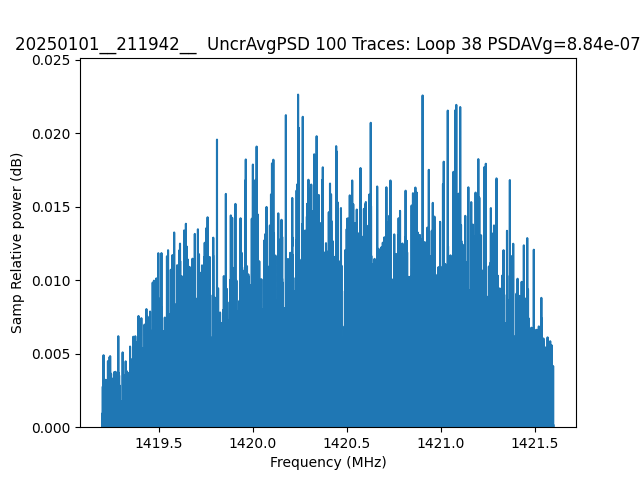 20250101__211942__ UncrAvgPSD 100 Traces: Loop 38 PSDAVg=8.84e-07
0.025
0.020
0.015
0.010
0.005
0.000
Samp Relative power (dB)
1419.5 1420.0 1420.5 1421.0 1421.5
Frequency (MHz)